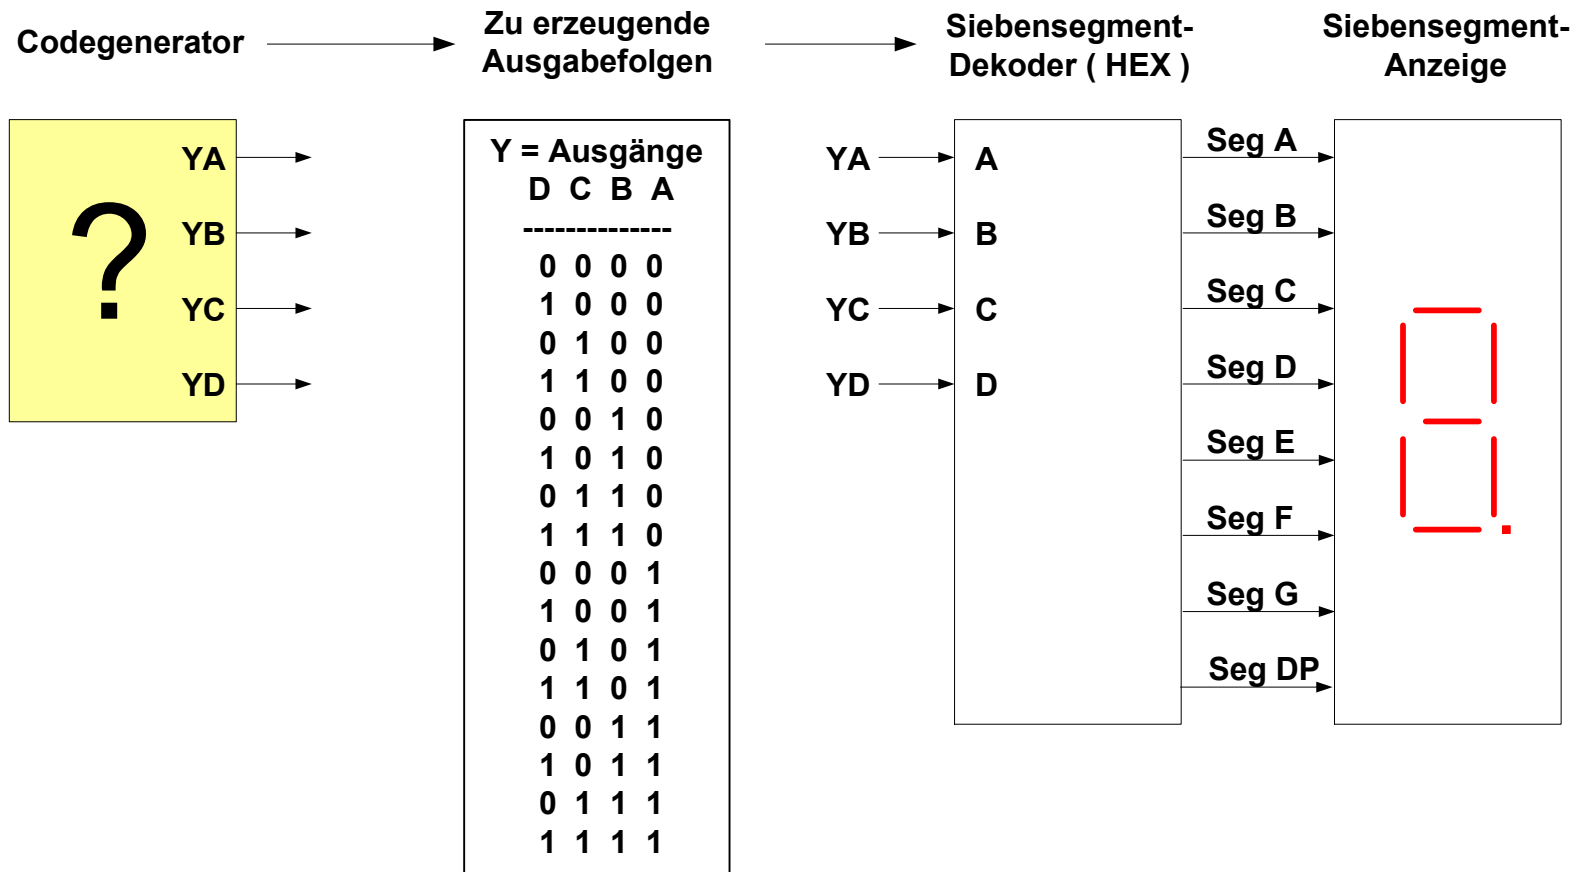 Codegenerator
Zu erzeugende
Ausgabefolgen
Siebensegment-
Dekoder ( HEX )
Siebensegment-
Anzeige
?
YA
YB
YC
YD
Y = Ausgänge
D C B A
--------------
0 0 0 0
1 0 0 0
0 1 0 0
1 1 0 0
0 0 1 0
1 0 1 0
0 1 1 0
1 1 1 0
0 0 0 1
1 0 0 1
0 1 0 1
1 1 0 1
0 0 1 1
1 0 1 1
0 1 1 1
1 1 1 1
YA
YB
YC
YD
A
B
C
D
Seg A
Seg B
Seg C
Seg D
Seg E
Seg F
Seg G
Seg DP
8.